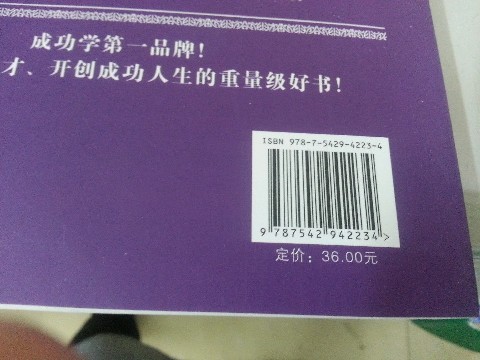 成功学第一品牌！
才、开创成功人生的重量级好书！
ISBN 978-7-5429-4223-4
9 787542 942234 >
定价：36.00元